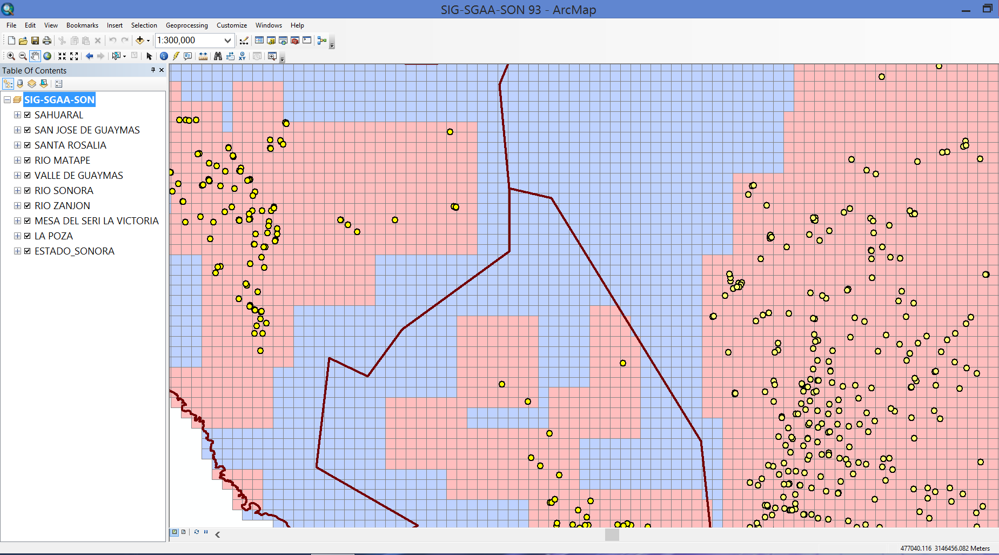 SIG-SGAA-SON 93 - ArcMap
File Edit View Bookmarks Insert Selection Geoprocessing Customize Windows Help
1:300,000
Table Of Contents
SIG-SGAA-SON
SAHUARAL
SAN JOSE DE GUAYMAS
SANTA ROSALIA
RIO MATAPE
VALLE DE GUAYMAS
RIO SONORA
RIO ZANJON
MESA DEL SERI LA VICTORIA
LA POZA
ESTADO_SONORA
477040.116 3146456.082 Meters